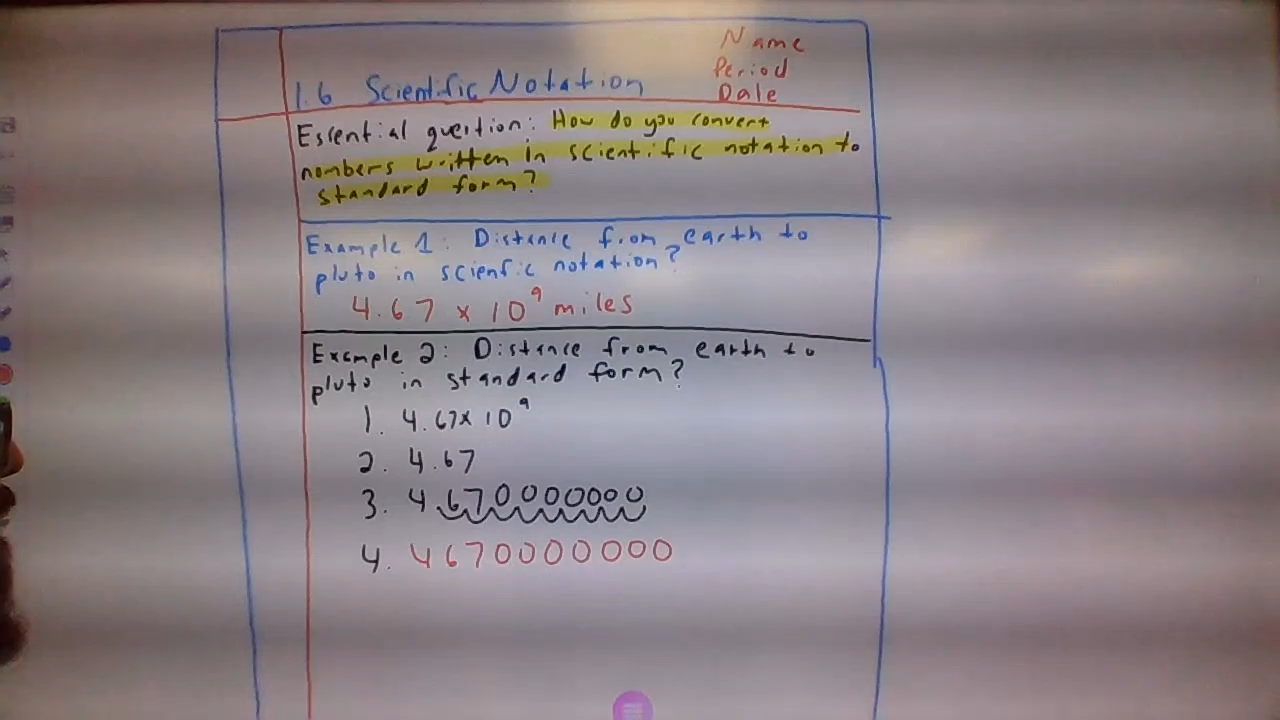 Name
Period
Date
1.6 Scientific Notation
Essential question: How do you convert
numbers written in scientific notation to
standard form?
Example 1: Distance from earth to
pluto in scienfic notation?
4.67 x 10⁹ miles
Example 2: Distance from earth to
pluto in standard form?
1. 4.67x 10⁹
2. 4.67
3. 4.670000000
4. 4670000000